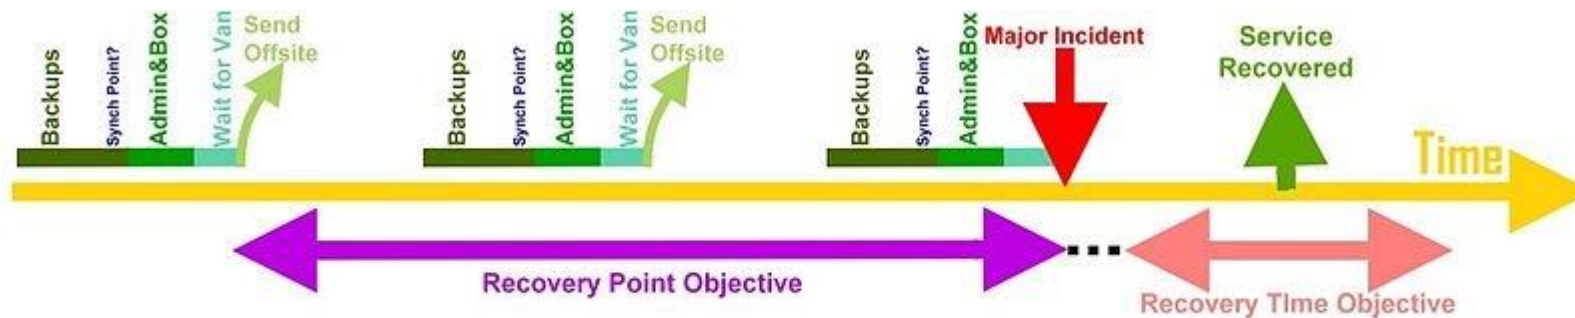 Backups
Synch Point?
Admin&Box
Wait for Van
Send
Offsite
Backups
Synch Point?
Admin&Box
Wait for Van
Send
Offsite
Backups
Synch Point?
Admin&Box
Major Incident
Service
Recovered
Time
Recovery Point Objective
Recovery TIme Objective